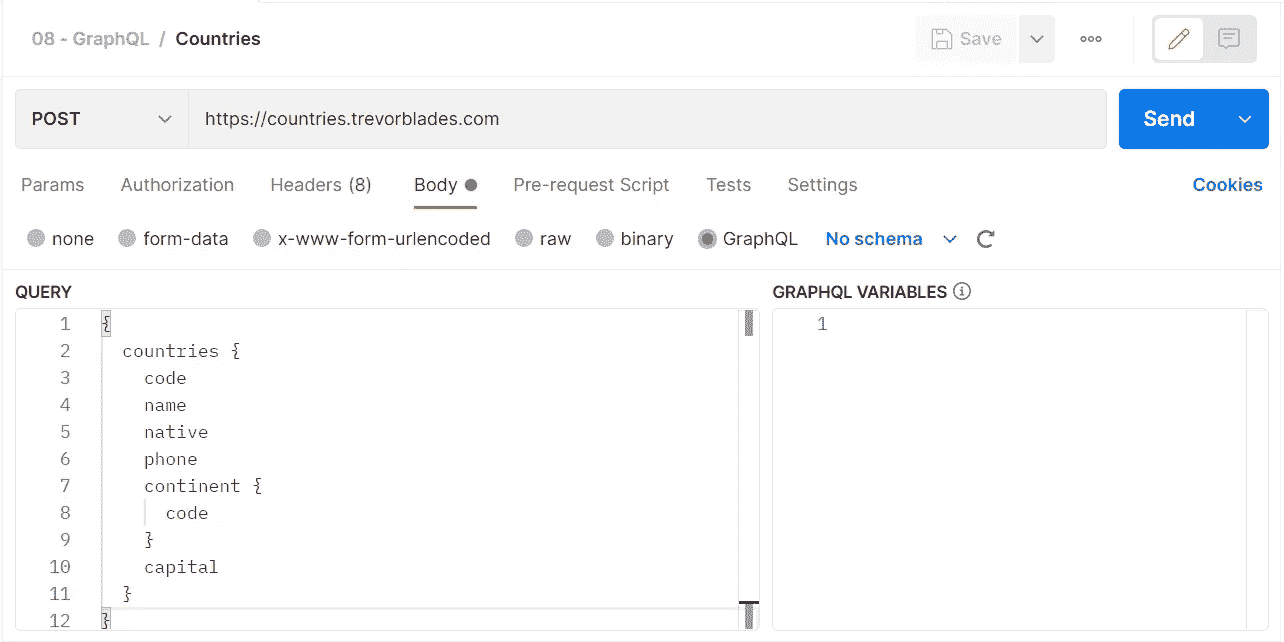 08 - GraphQL / Countries
Save
POST
https://countries.trevorblades.com
Send
Params Authorization Headers (8) Body Pre-request Script Tests Settings Cookies
none form-data x-www-form-urlencoded raw binary GraphQL No schema
QUERY
1 {
2 countries {
3 code
4 name
5 native
6 phone
7 continent {
8 code
9 }
10 capital
11 }
12 }
GRAPHQL VARIABLES
1